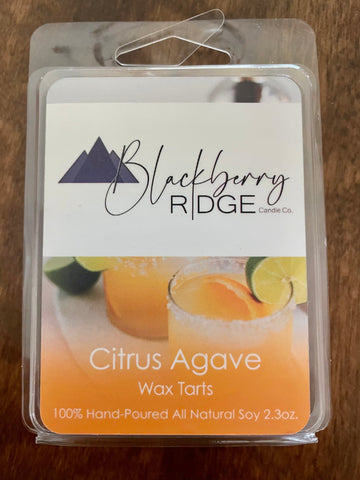 Blackberry
RIDGE Candle Co.
Citrus Agave
Wax Tarts
100% Hand-Poured All Natural Soy 2.3oz.